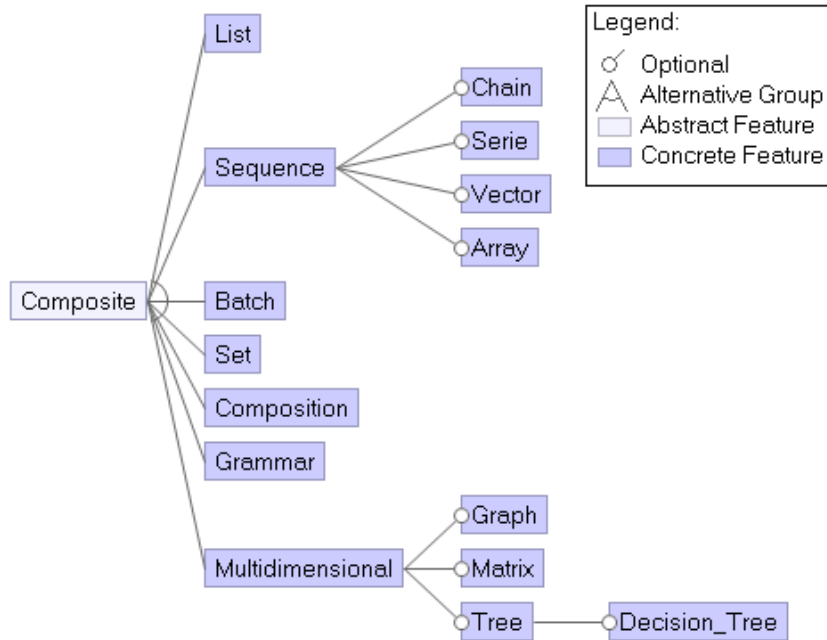 List
Legend:
Optional
Alternative Group
Abstract Feature
Concrete Feature
Chain
Serie
Sequence
Vector
Array
Composite
Batch
Set
Composition
Grammar
Graph
Multidimensional
Matrix
Tree
Decision_Tree